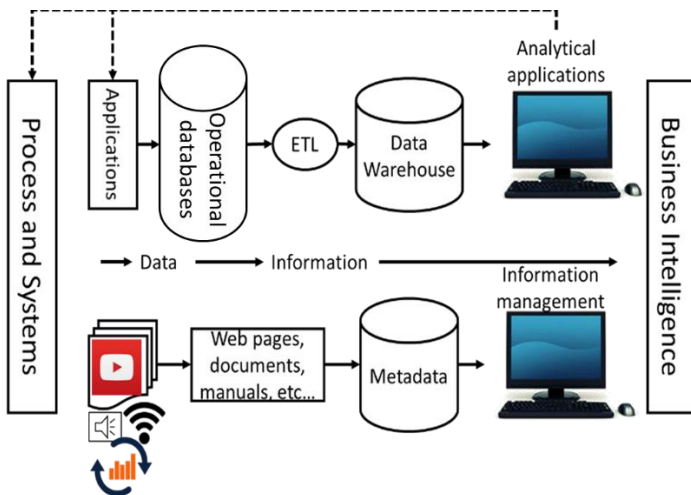 Analytical
applications
Process and Systems
Applications
Operational
databases
ETL
Data
Warehouse
Business Intelligence
Data
Information
Information
management
Web pages,
documents,
manuals, etc...
Metadata